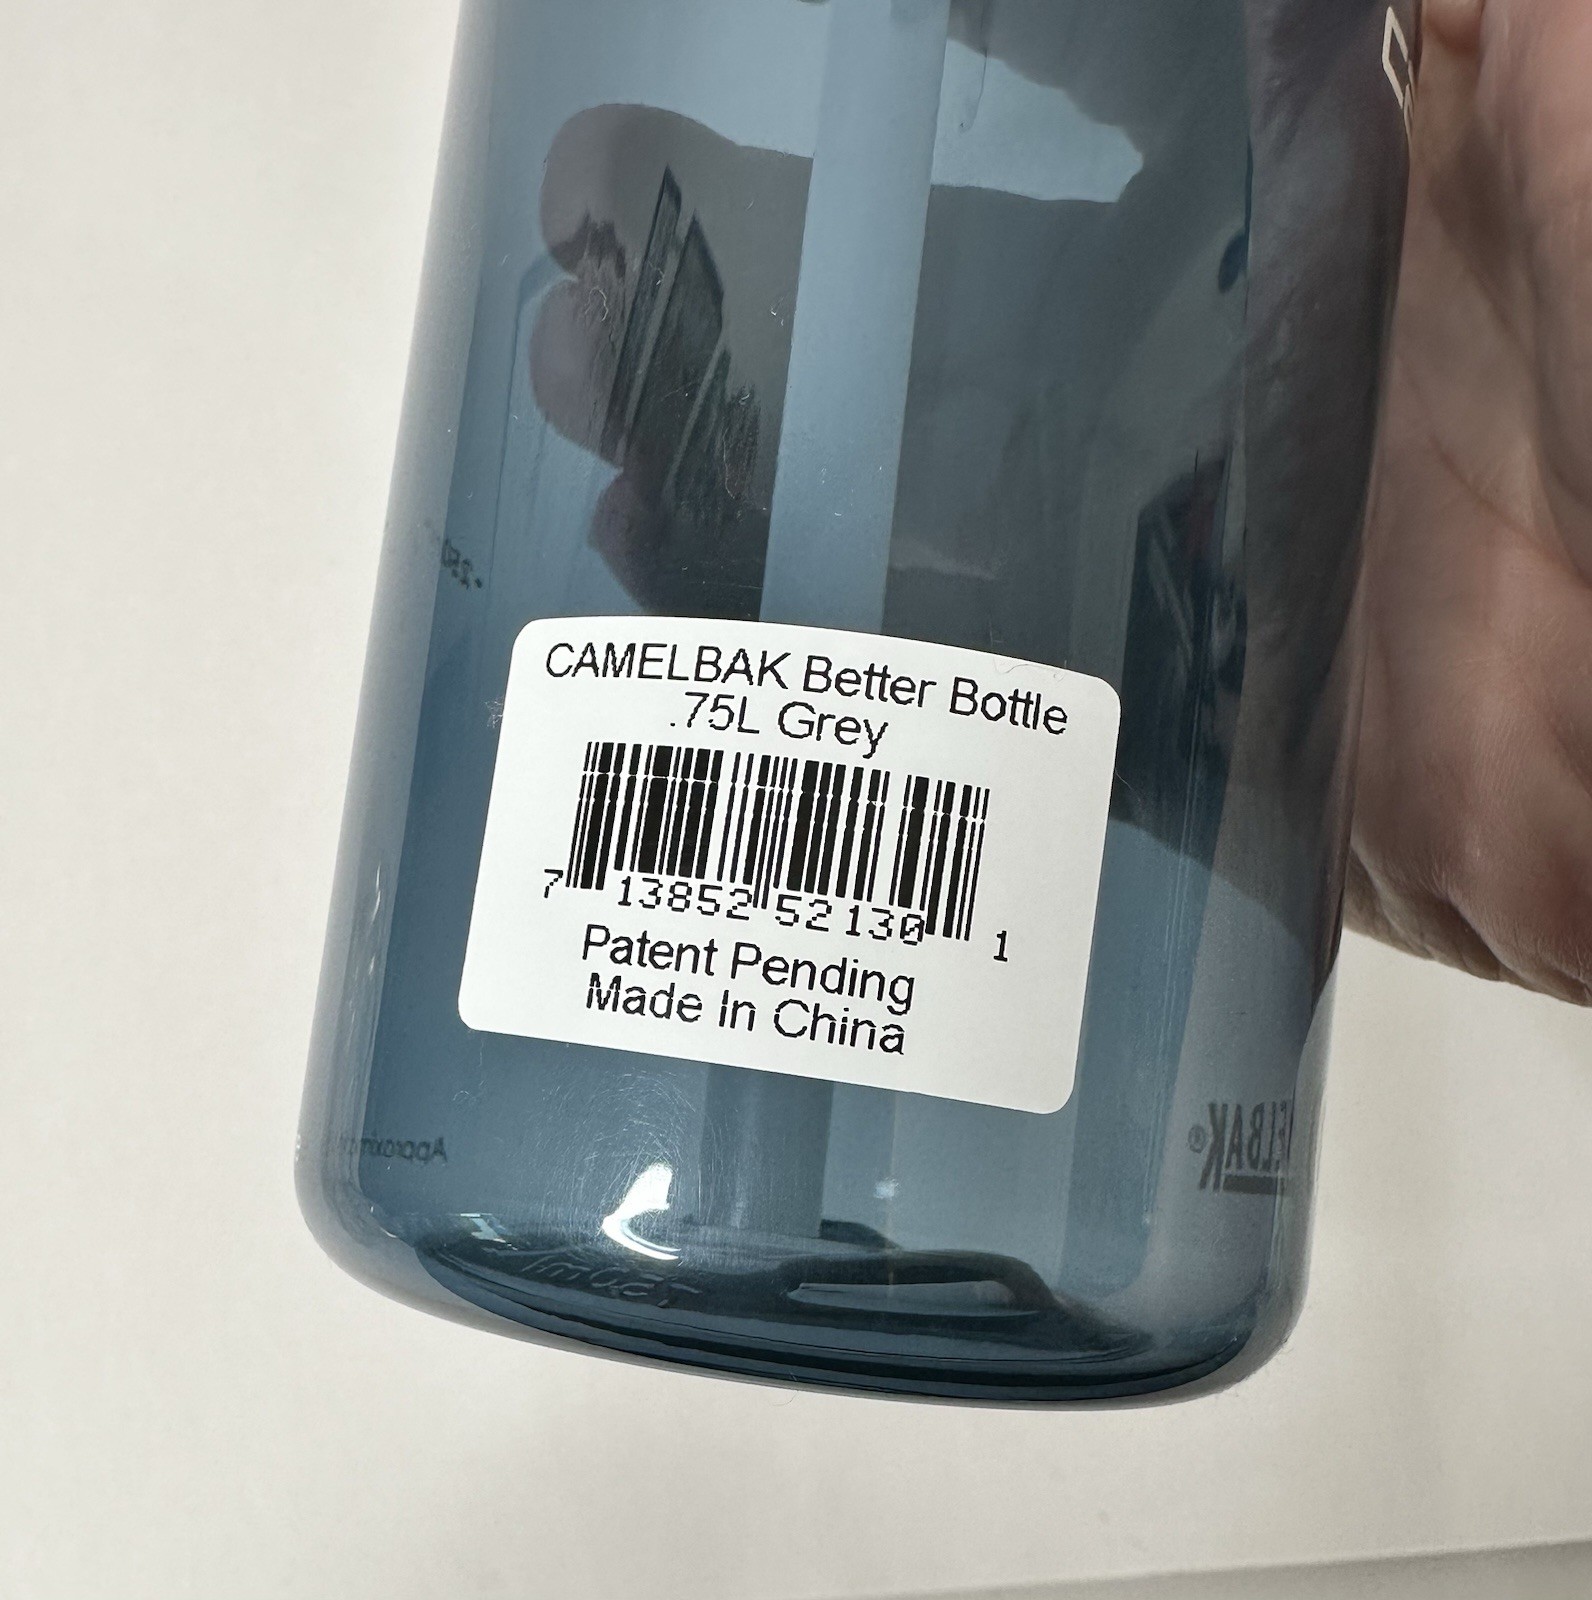 CAMELBAK Better Bottle
.75L Grey
7 13852 52130 1
Patent Pending
Made In China